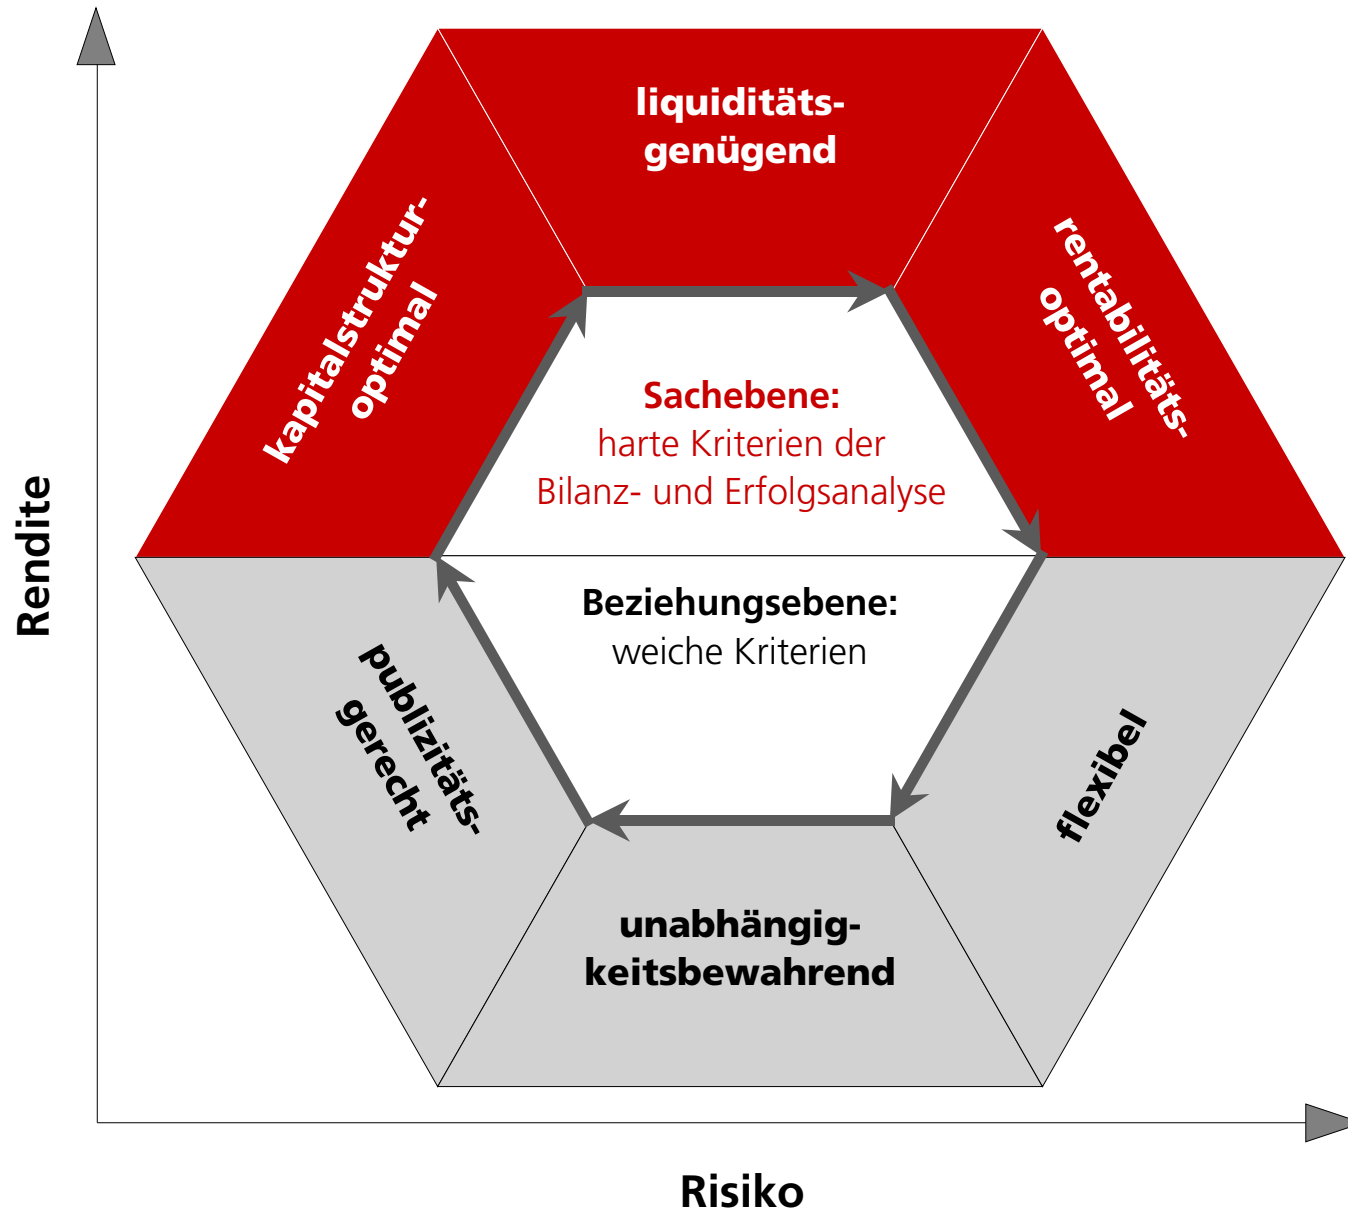 liquiditäts-
genügend
kapitalstruktur-
optimal
rentabilitäts-
optimal
Sachebene:
harte Kriterien der
Bilanz- und Erfolgsanalyse
Rendite
Beziehungsebene:
weiche Kriterien
publizitäts-
gerecht
flexibel
unabhängig-
keitsbewahrend
Risiko